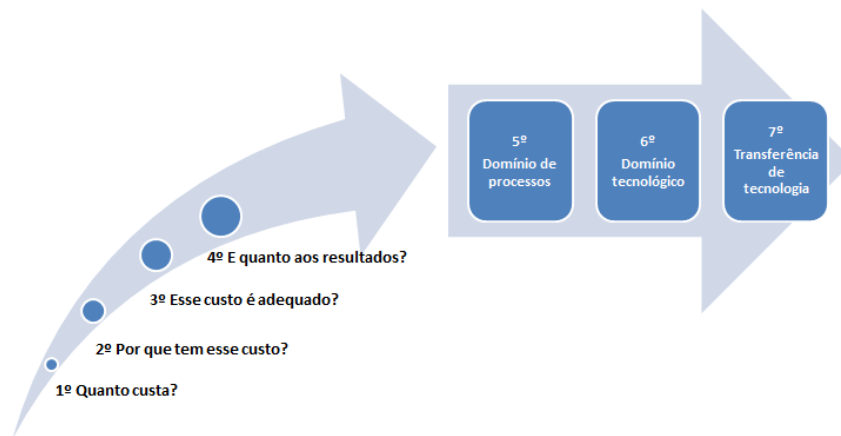 1º Quanto custa?
2º Por que tem esse custo?
3º Esse custo é adequado?
4º E quanto aos resultados?
5º
Domínio de
processos
6º
Domínio
tecnológico
7º
Transferência
de
tecnologia